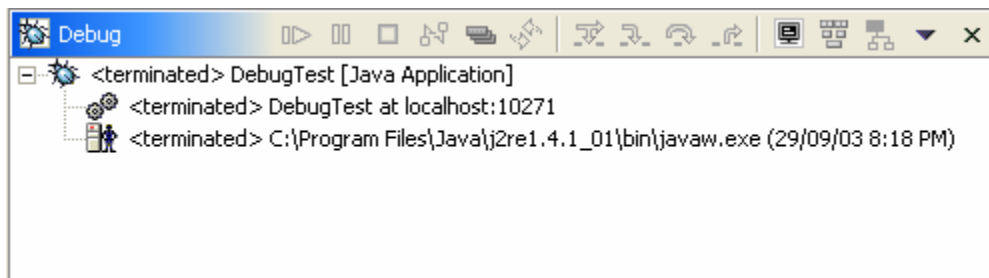 Debug
<terminated> DebugTest [Java Application]
<terminated> DebugTest at localhost:10271
<terminated> C:\Program Files\Java\j2re1.4.1_01\bin\javaw.exe (29/09/03 8:18 PM)